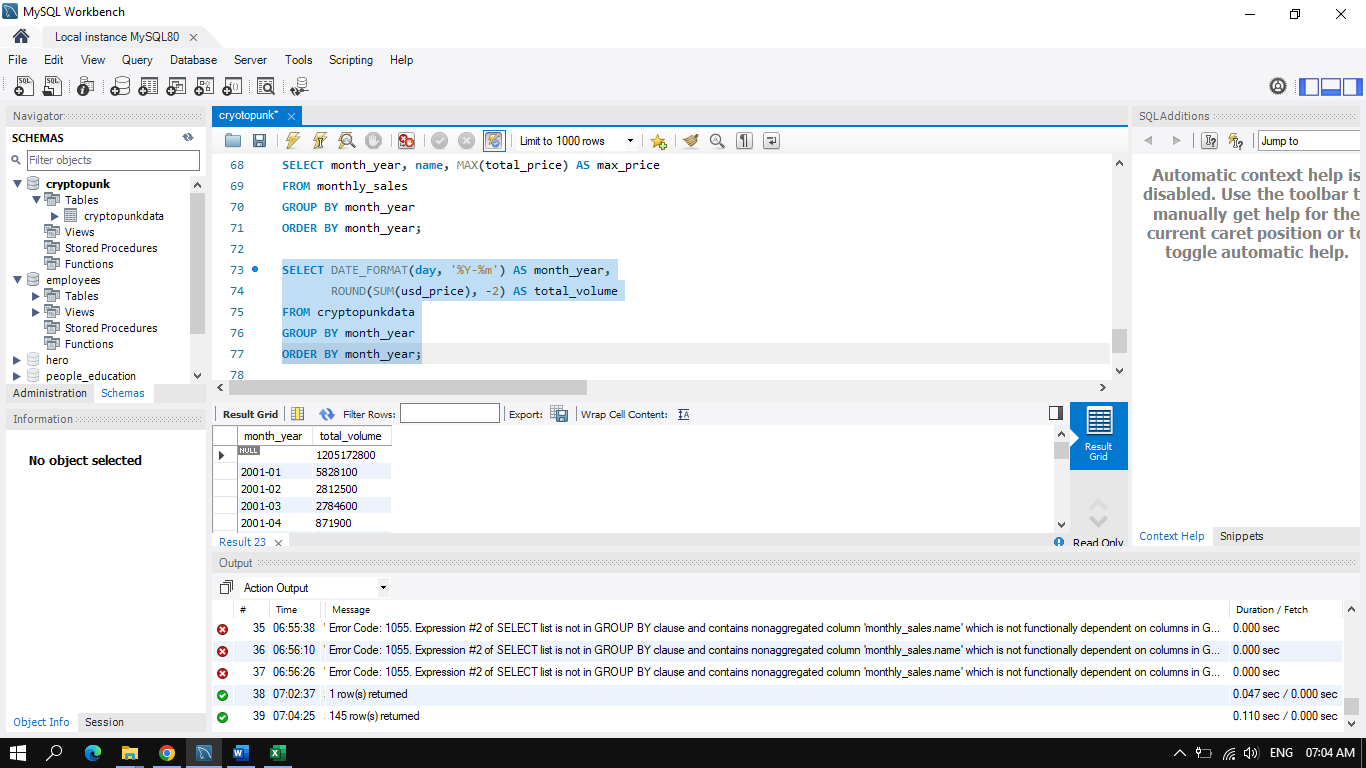 MySQL Workbench
Local instance MySQL80
File Edit View Query Database Server Tools Scripting Help
Navigator
SCHEMAS
Filter objects
cryptopunk
Tables
cryptopunkdata
Views
Stored Procedures
Functions
employees
Tables
Views
Stored Procedures
Functions
hero
people_education
Administration Schemas
Information
No object selected
Object Info Session
cryotopunk*
Limit to 1000 rows
68 SELECT month_year, name, MAX(total_price) AS max_price
69 FROM monthly_sales
70 GROUP BY month_year
71 ORDER BY month_year;
72
73 SELECT DATE_FORMAT(day, '%Y-%m') AS month_year,
74 ROUND(SUM(usd_price), -2) AS total_volume
75 FROM cryptopunkdata
76 GROUP BY month_year
77 ORDER BY month_year;
78
Result Grid Filter Rows: Export: Wrap Cell Content:
month_year total_volume
NULL 1205172800
2001-01 5828100
2001-02 2812500
2001-03 2784600
2001-04 871900
Result 23
Result
Grid
Read Only
SQLAdditions
Jump to
Automatic context help is
disabled. Use the toolbar t
manually get help for the
current caret position or to
toggle automatic help.
Context Help Snippets
Output
Action Output
# Time Message Duration / Fetch
35 06:55:38 ' Error Code: 1055. Expression #2 of SELECT list is not in GROUP BY clause and contains nonaggregated column 'monthly_sales.name' which is not functionally dependent on columns in G... 0.000 sec
36 06:56:10 ' Error Code: 1055. Expression #2 of SELECT list is not in GROUP BY clause and contains nonaggregated column 'monthly_sales.name' which is not functionally dependent on columns in G... 0.000 sec
37 06:56:26 ' Error Code: 1055. Expression #2 of SELECT list is not in GROUP BY clause and contains nonaggregated column 'monthly_sales.name' which is not functionally dependent on columns in G... 0.000 sec
38 07:02:37 1 row(s) returned 0.047 sec / 0.000 sec
39 07:04:25 145 row(s) returned 0.110 sec / 0.000 sec
ENG 07:04 AM